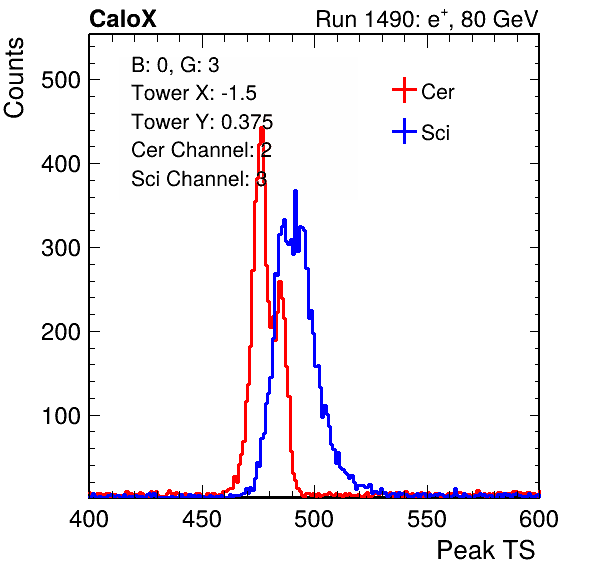 CaloX Run 1490: e+, 80 GeV
Counts
B: 0, G: 3
Tower X: -1.5
Tower Y: 0.375
Cer Channel: 2
Sci Channel: 3
Cer
Sci
500
400
300
200
100
400 450 500 550 600
Peak TS